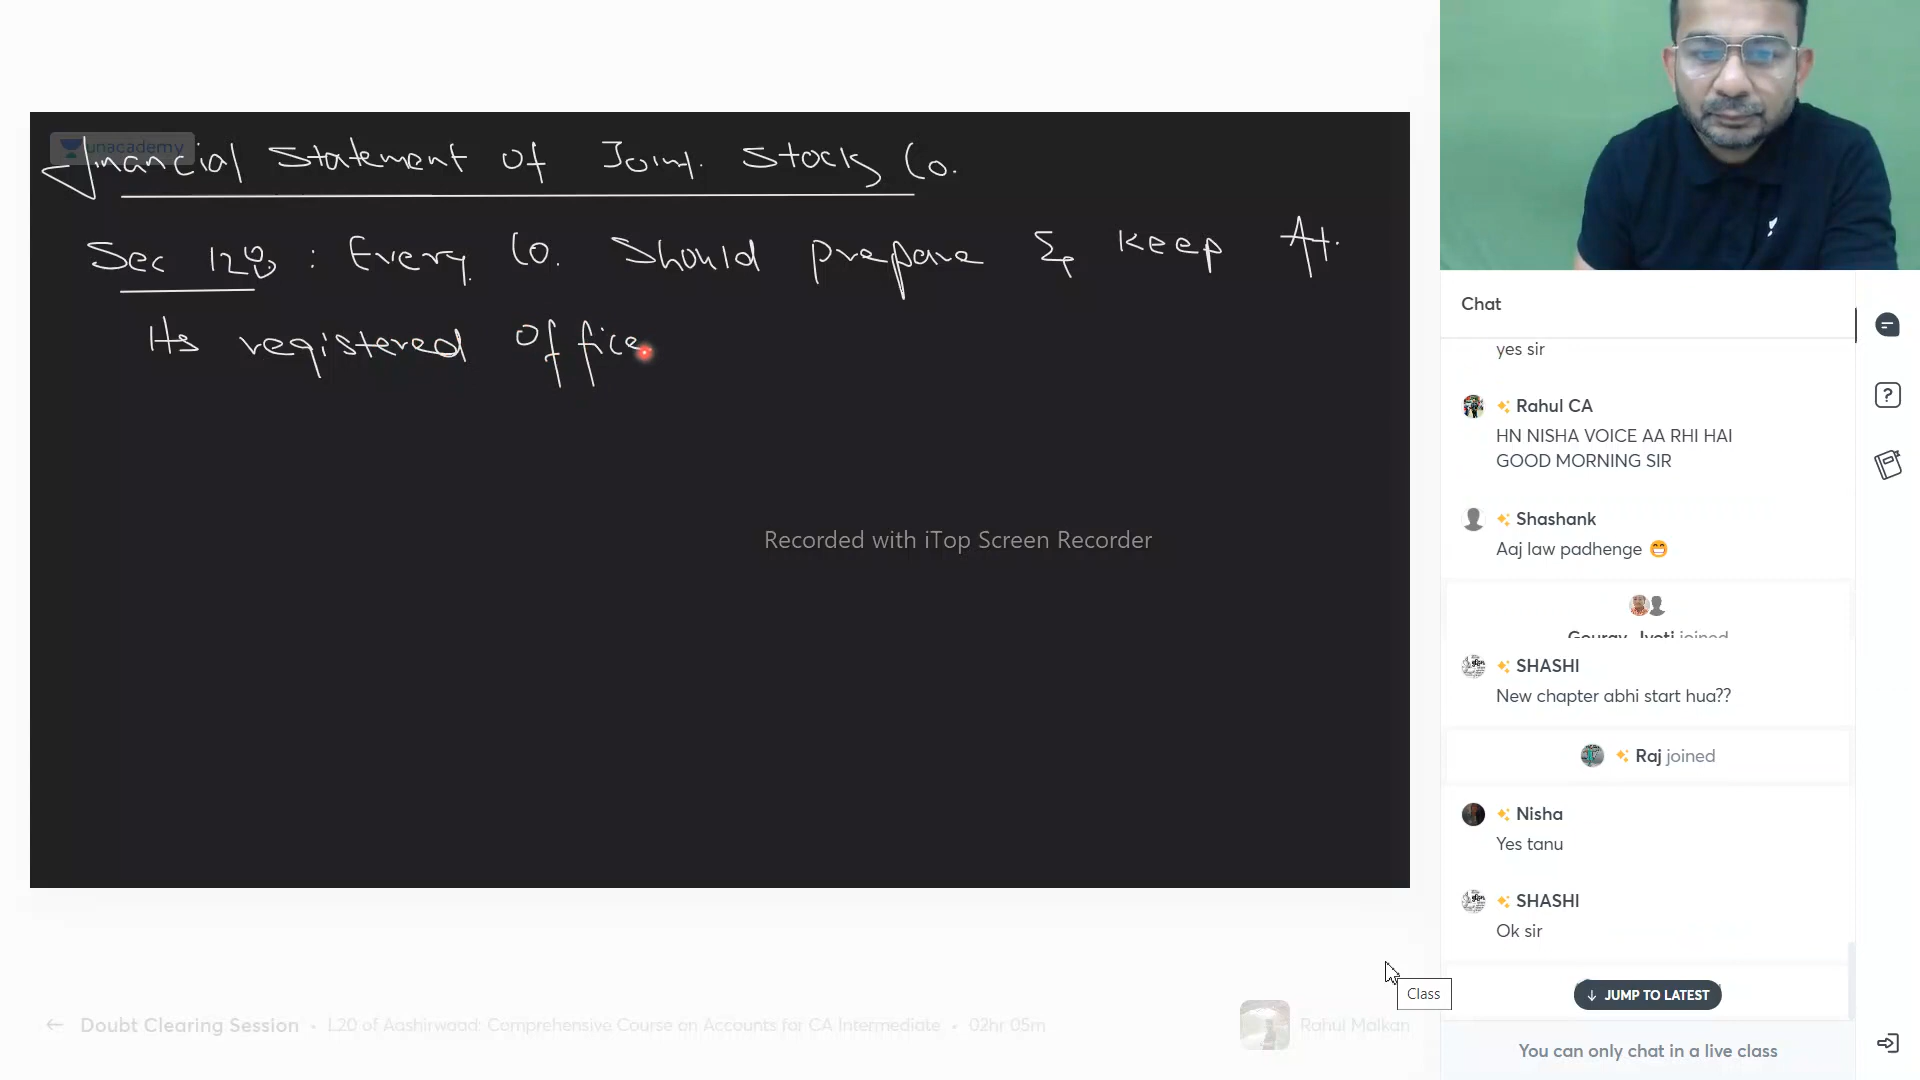 unacademy
Financial Statement of Joint Stock Co.
Sec 128 : Every Co. Should prepare & Keep At.
Its registered Office
Recorded with iTop Screen Recorder
Chat
yes sir
Rahul CA
HN NISHA VOICE AA RHI HAI
GOOD MORNING SIR
Shashank
Aaj law padhenge 😁
Gourav, Jyoti joined
SHASHI
New chapter abhi start hua??
Raj joined
Nisha
Yes tanu
SHASHI
Ok sir
↓ JUMP TO LATEST
You can only chat in a live class
Class
← Doubt Clearing Session • L20 of Aashirwaad: Comprehensive Course on Accounts for CA Intermediate • 02hr 05m
Rahul Malkan